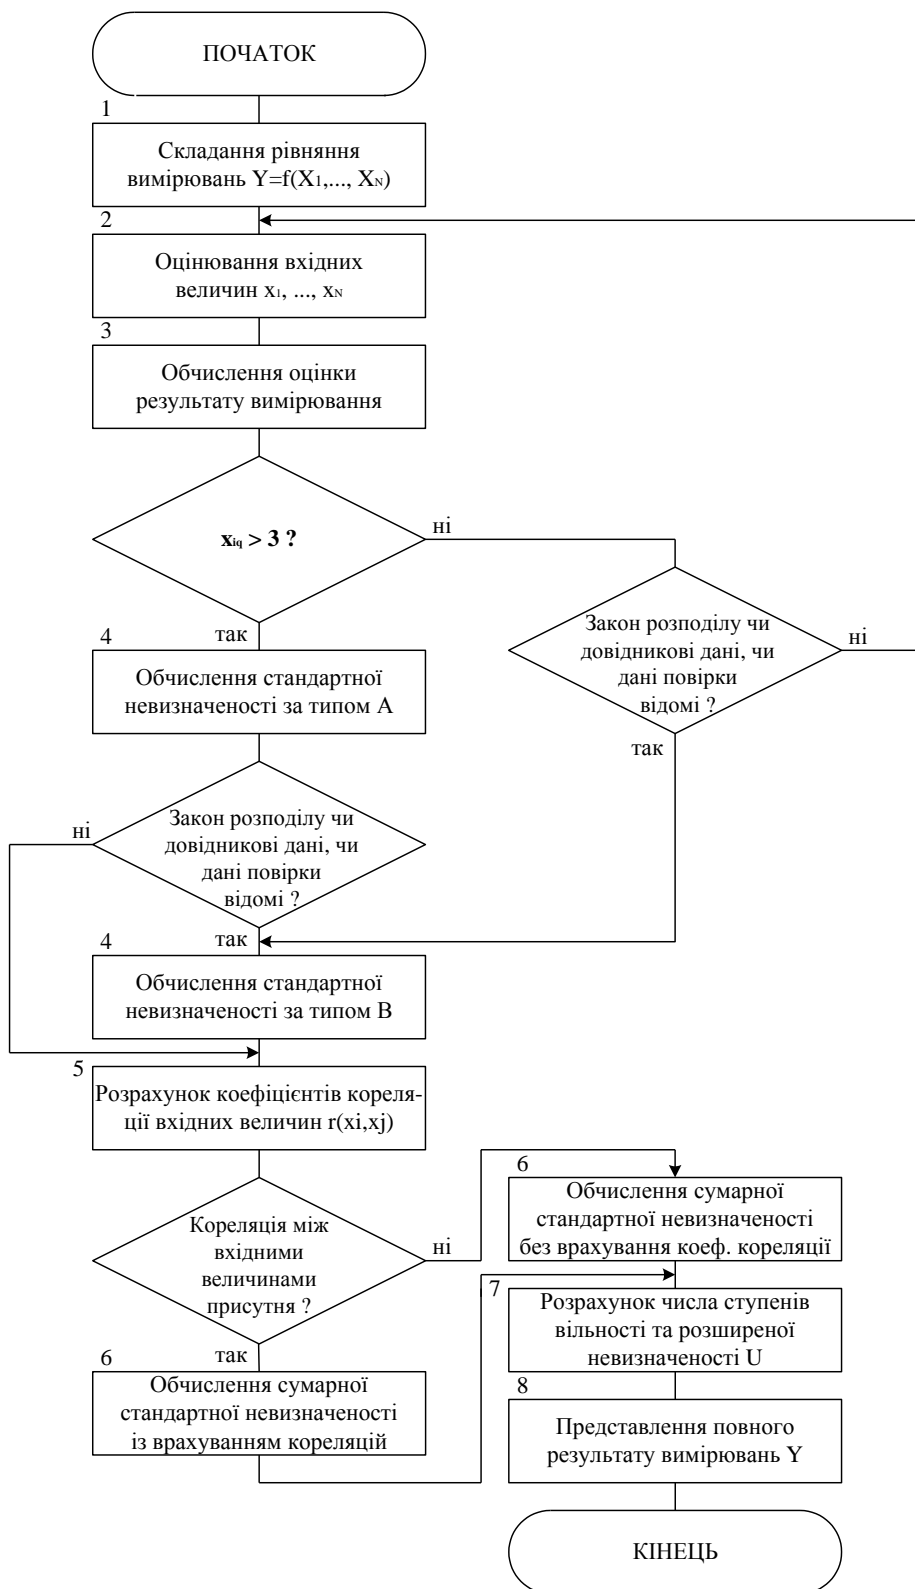 ПОЧАТОК
1
Складання рівняння
вимірювань Y=f(X1,..., XN)
2
Оцінювання вхідних
величин x1, ..., xN
3
Обчислення оцінки
результату вимірювання
xiq > 3 ?
ні
так
Закон розподілу чи
довідникові дані, чи
дані повірки
відомі ?
ні
так
4
Обчислення стандартної
невизначеності за типом А
Закон розподілу чи
довідникові дані, чи
дані повірки
відомі ?
ні
так
4
Обчислення стандартної
невизначеності за типом В
5
Розрахунок коефіцієнтів кореля-
ції вхідних величин r(xi,xj)
Кореляція між
вхідними
величинами
присутня ?
ні
так
6
Обчислення сумарної
стандартної невизначеності
із врахуванням кореляцій
6
Обчислення сумарної
стандартної невизначеності
без врахування коеф. кореляції
7
Розрахунок числа ступенів
вільності та розширеної
невизначеності U
8
Представлення повного
результату вимірювань Y
КІНЕЦЬ